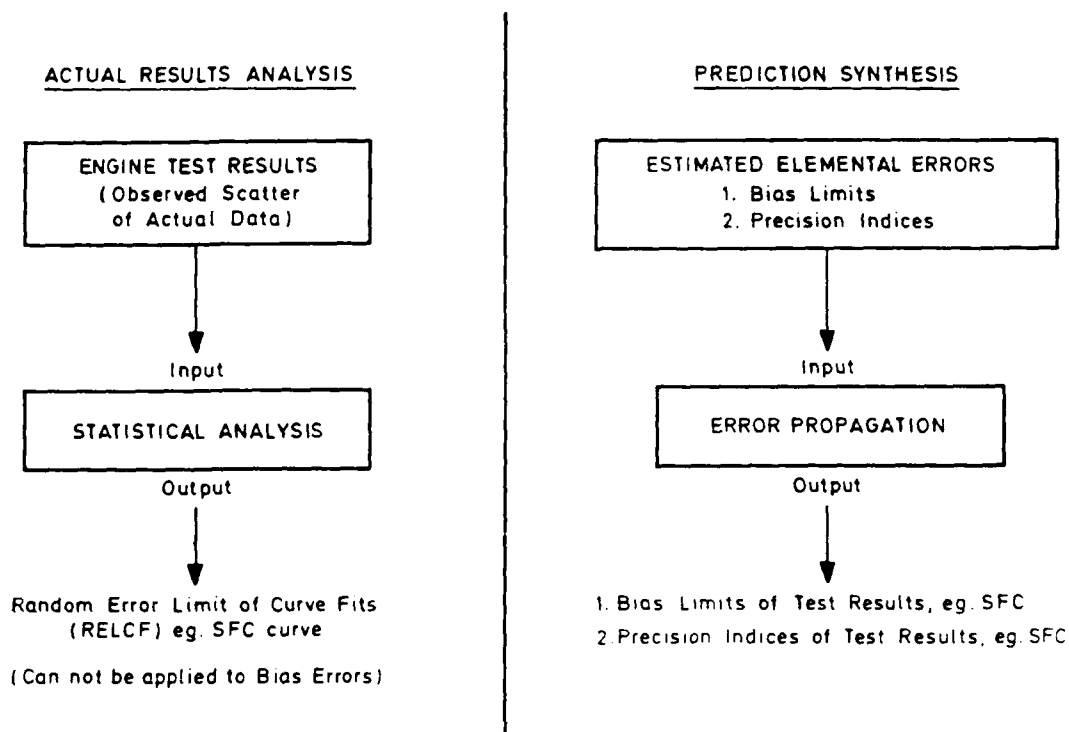 ACTUAL RESULTS ANALYSIS
ENGINE TEST RESULTS
(Observed Scatter
of Actual Data)
Input
STATISTICAL ANALYSIS
Output
Random Error Limit of Curve Fits
(RELCF) eg. SFC curve
(Can not be applied to Bias Errors)
PREDICTION SYNTHESIS
ESTIMATED ELEMENTAL ERRORS
1. Bias Limits
2. Precision Indices
Input
ERROR PROPAGATION
Output
1. Bias Limits of Test Results, eg. SFC
2. Precision Indices of Test Results, eg. SFC